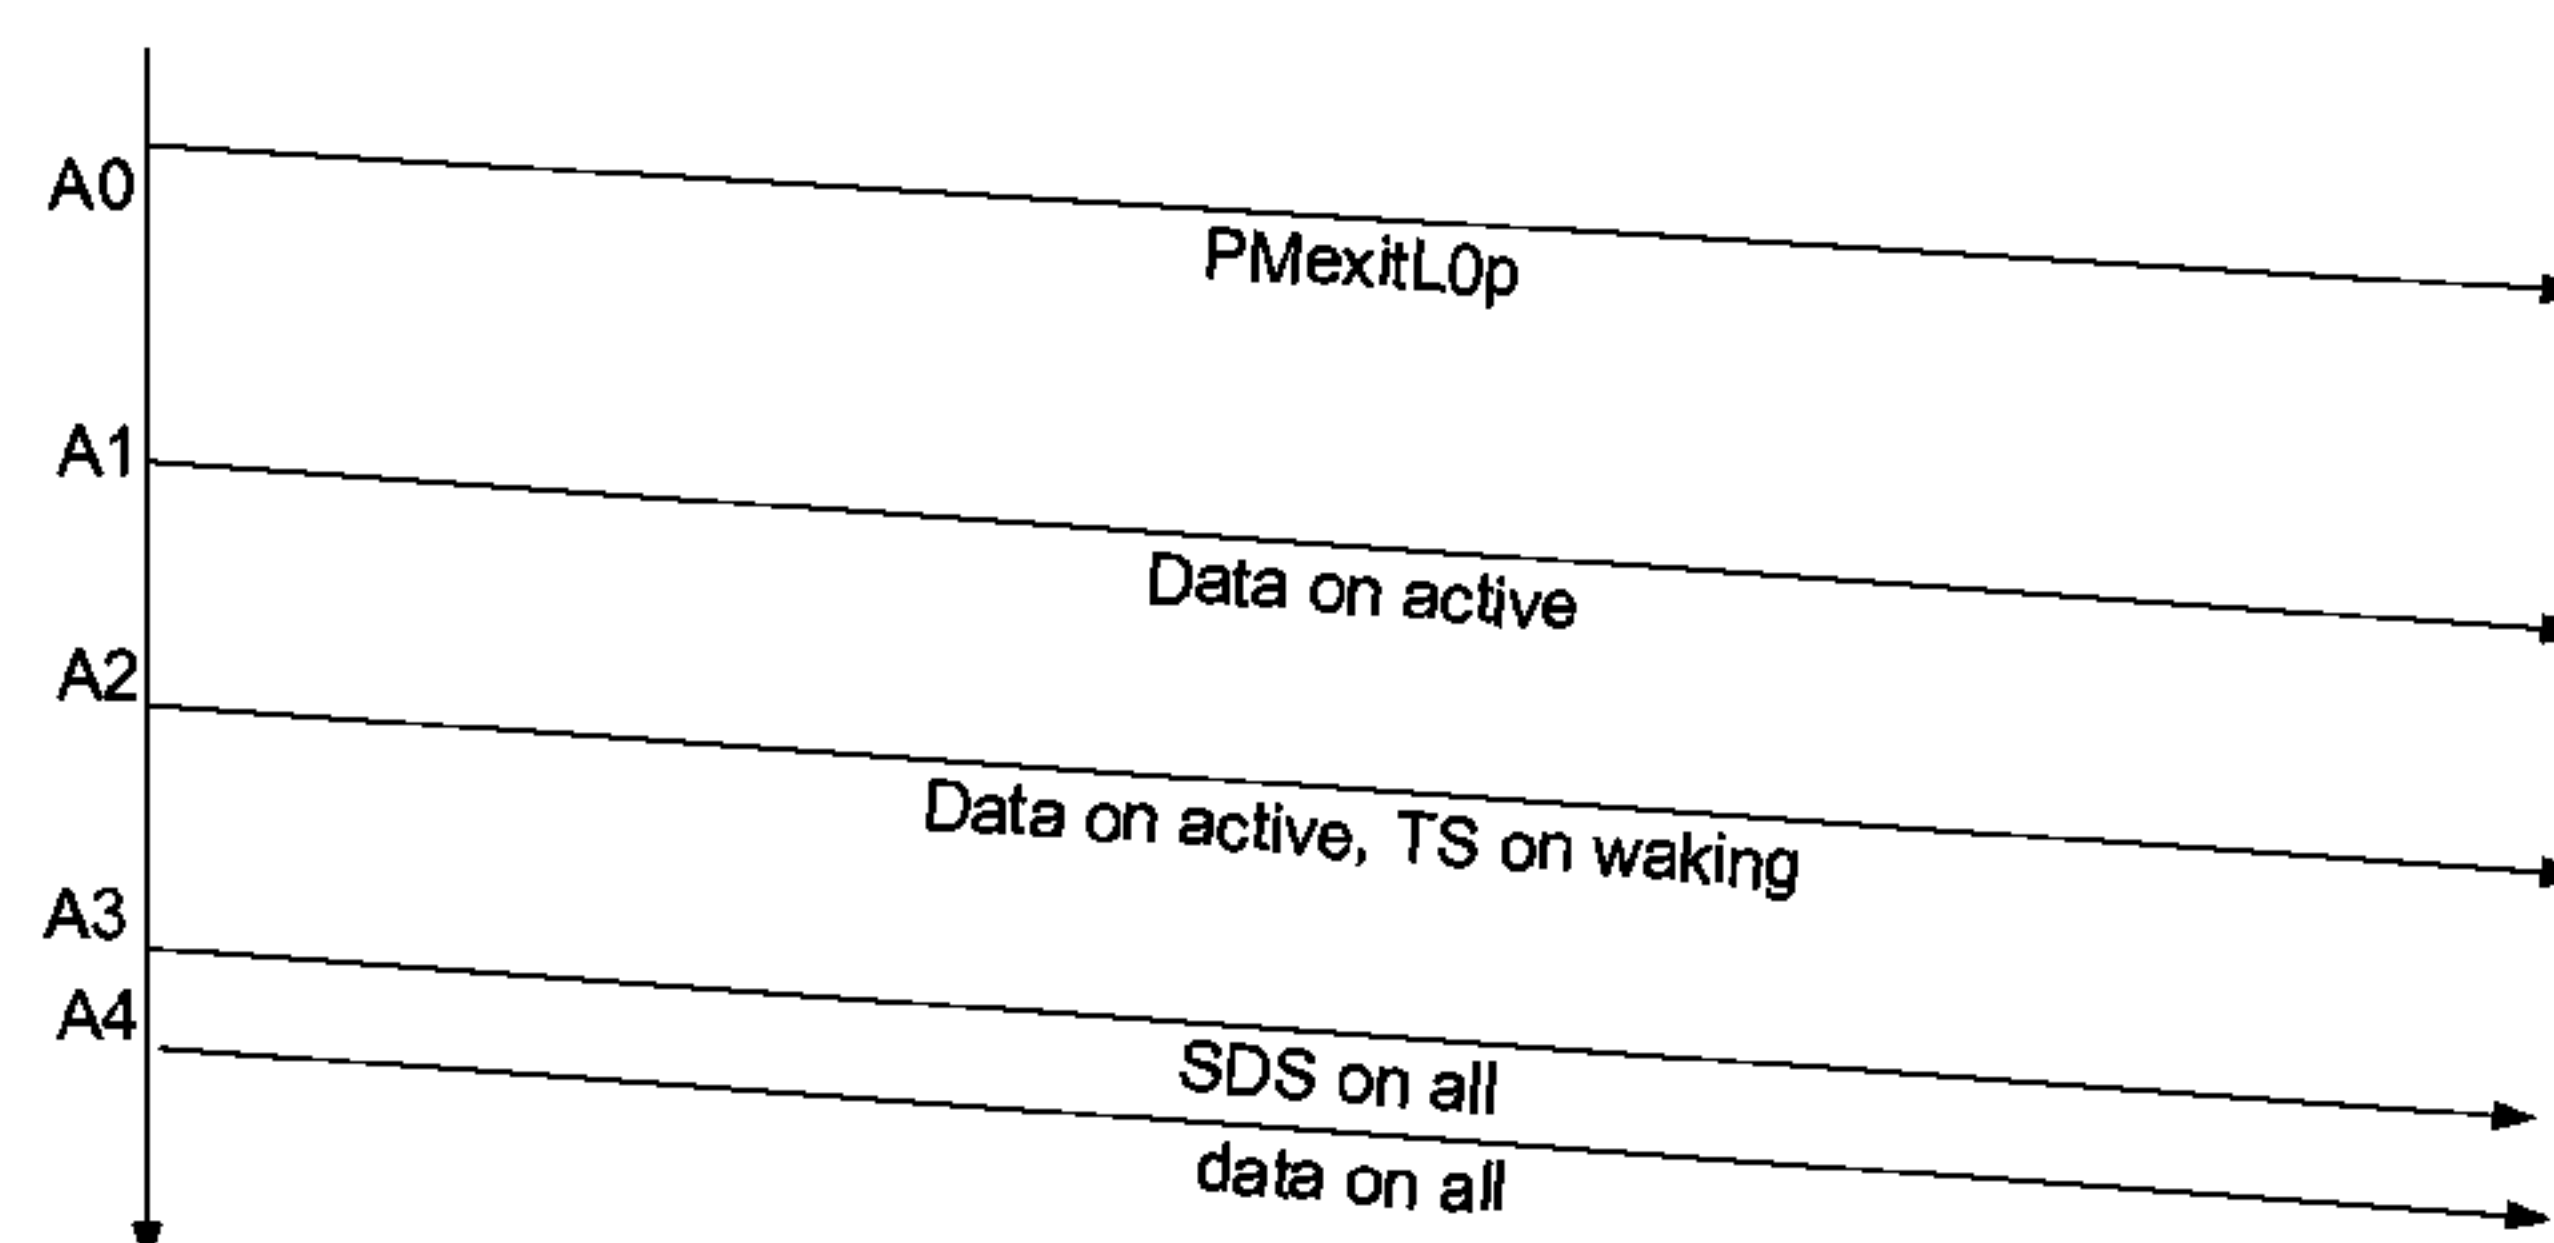 A0
PMexitL0p
A1
Data on active
A2
Data on active, TS on waking
A3
SDS on all
A4
data on all